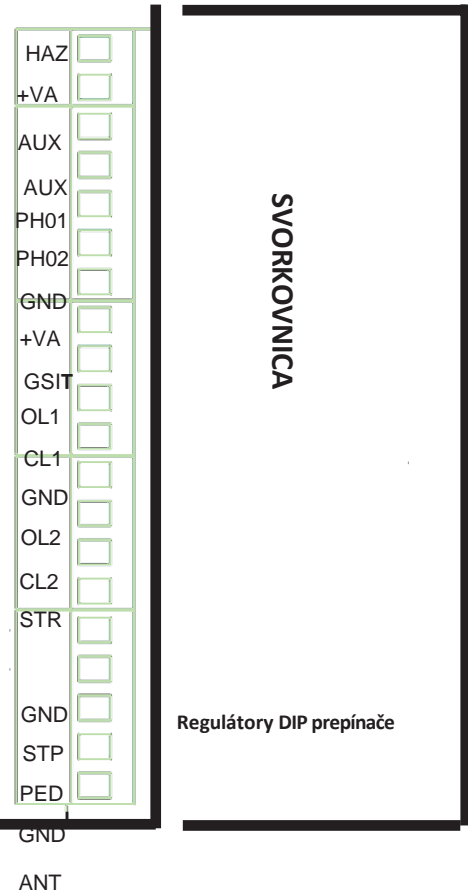 HAZ
+VA
AUX
AUX
PH01
PH02
GND
+VA
GSIT
OL1
CL1
GND
OL2
CL2
STR
GND
STP
PED
GND
ANT
SVORKOVNICA
Regulátory DIP prepínače